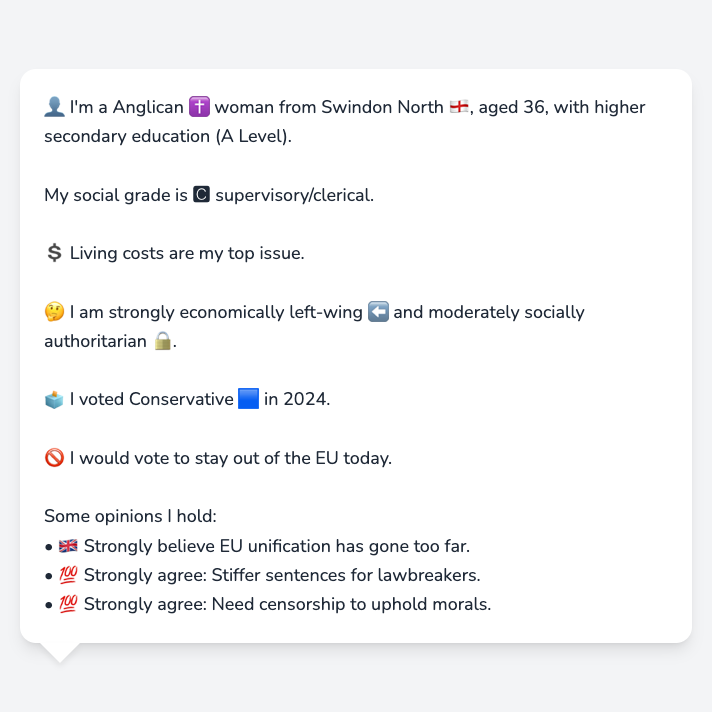 👤 I'm a Anglican ✝️ woman from Swindon North 🏴󠁧󠁢󠁥󠁮󠁧󠁿, aged 36, with higher
secondary education (A Level).
My social grade is 🅲 supervisory/clerical.
💲 Living costs are my top issue.
🤔 I am strongly economically left-wing ⬅️ and moderately socially
authoritarian 🔒.
🗳️ I voted Conservative 🟦 in 2024.
🚫 I would vote to stay out of the EU today.
Some opinions I hold:
• 🇬🇧 Strongly believe EU unification has gone too far.
• 💯 Strongly agree: Stiffer sentences for lawbreakers.
• 💯 Strongly agree: Need censorship to uphold morals.